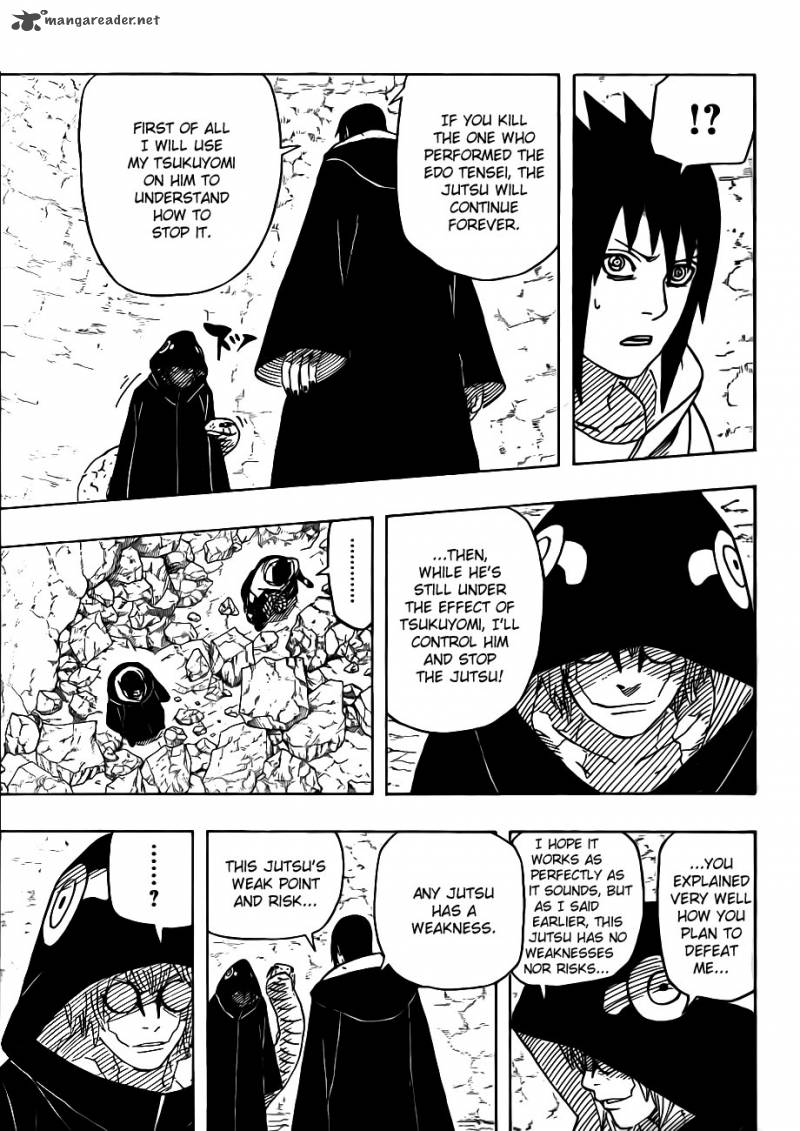 mangareader.net
!?
IF YOU KILL
THE ONE WHO
PERFORMED THE
EDO TENSEI, THE
JUTSU WILL
CONTINUE
FOREVER.
FIRST OF ALL
I WILL USE
MY TSUKUYOMI
ON HIM TO
UNDERSTAND
HOW TO
STOP IT.
...THEN,
WHILE HE'S
STILL UNDER
THE EFFECT OF
TSUKUYOMI, I'LL
CONTROL HIM
AND STOP
THE JUTSU!
.........
...YOU
EXPLAINED
VERY WELL
HOW YOU
PLAN TO
DEFEAT
ME...
I HOPE IT
WORKS AS
PERFECTLY AS
IT SOUNDS, BUT
AS I SAID
EARLIER, THIS
JUTSU HAS NO
WEAKNESSES
NOR RISKS...
ANY JUTSU
HAS A
WEAKNESS.
THIS JUTSU'S
WEAK POINT
AND RISK...
......?